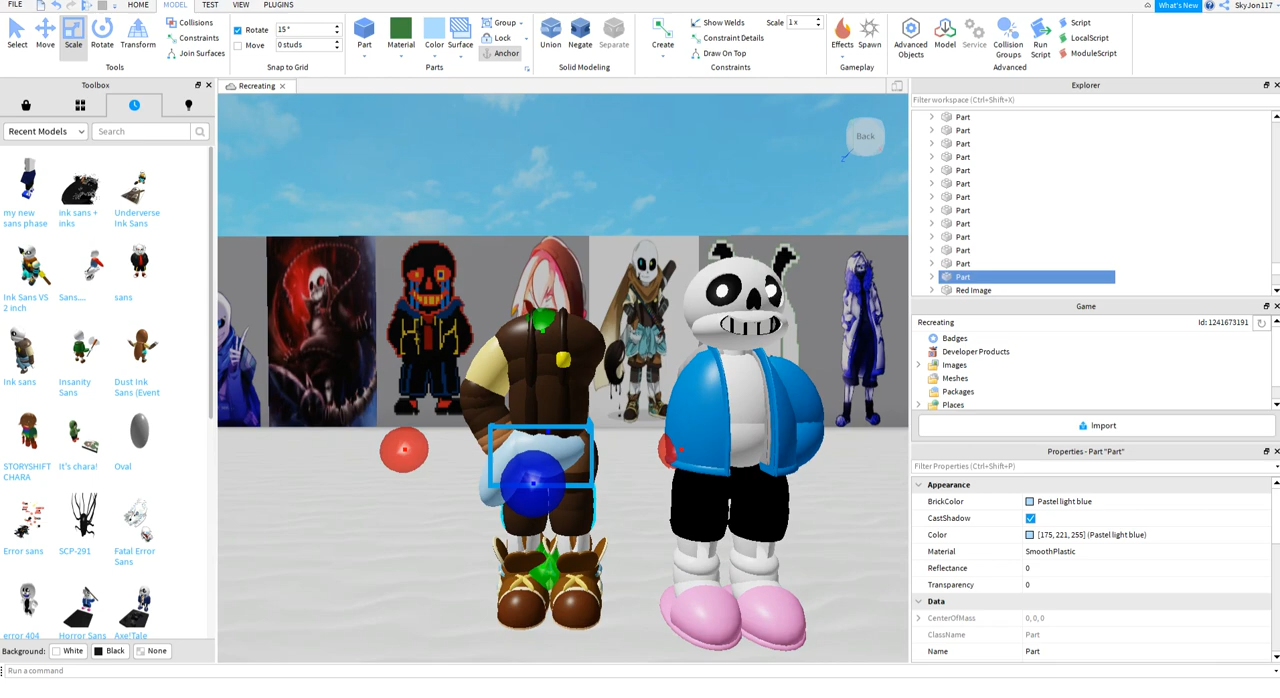 FILE HOME MODEL TEST VIEW PLUGINS What's New SkyJon117
Select Move Scale Rotate Transform
Collisions
Constraints
Join Surfaces
Tools
Rotate 15°
Move 0 studs
Snap to Grid
Part Material Color Surface
Group
Lock
Anchor
Parts
Union Negate Separate
Solid Modeling
Create
Show Welds Scale 1 x
Constraint Details
Draw On Top
Constraints
Effects Spawn
Gameplay
Advanced Objects Model Service Collision Groups Run Script
Script
LocalScript
ModuleScript
Advanced
Toolbox
Recent Models Search
my new sans phase
ink sans + inks
Underverse Ink Sans
Ink Sans VS 2 inch
Sans....
sans
Ink sans
Insanity Sans
Dust Ink Sans (Event
STORYSHIFT CHARA
It's chara!
Oval
Error sans
SCP-291
Fatal Error Sans
error 404
Horror Sans
Axe!Tale
Background: White Black None
Run a command
Recreating
Back
Explorer
Filter workspace (Ctrl+Shift+X)
Part
Part
Part
Part
Part
Part
Part
Part
Part
Part
Part
Part
Part
Red Image
Game
Recreating Id: 1241673191
Badges
Developer Products
Images
Meshes
Packages
Places
Import
Properties - Part "Part"
Filter Properties (Ctrl+Shift+P)
Appearance
BrickColor Pastel light blue
CastShadow
Color [175, 221, 255] (Pastel light blue)
Material SmoothPlastic
Reflectance 0
Transparency 0
Data
CenterOfMass 0, 0, 0
ClassName Part
Name Part